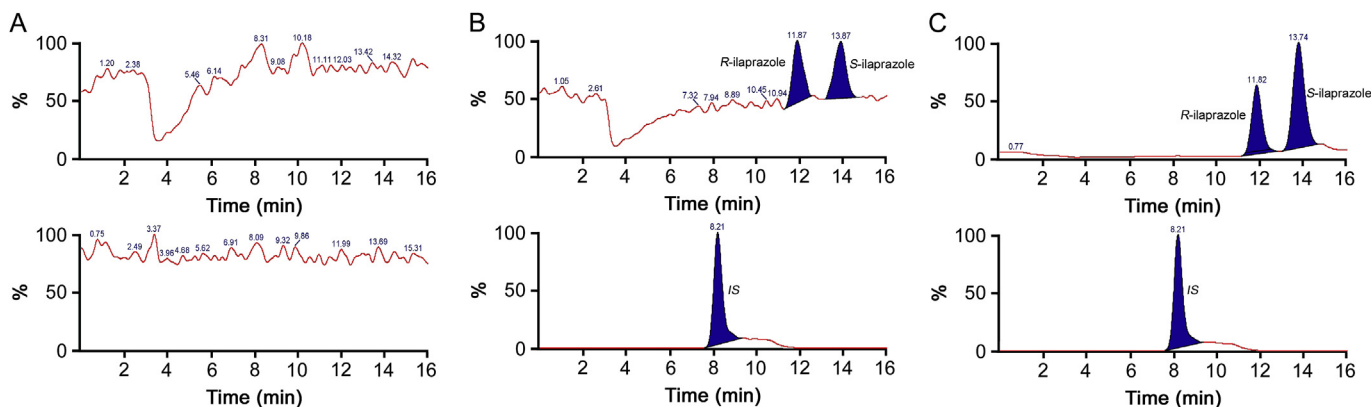 A
100
50
0
%
1.20
2.38
5.46
6.14
8.31
9.08
10.18
11.11
12.03
13.42
14.32
2 4 6 8 10 12 14 16
Time (min)
100
50
0
%
0.75
2.49
3.37
3.96
4.68
5.62
6.91
8.09
9.32
9.86
11.99
13.69
15.31
2 4 6 8 10 12 14 16
Time (min)
B
100
50
0
%
1.05
2.61
7.32
7.94
8.89
10.45
10.94
11.87
13.87
R-ilaprazole
S-ilaprazole
2 4 6 8 10 12 14 16
Time (min)
100
50
0
%
8.21
IS
2 4 6 8 10 12 14 16
Time (min)
C
100
50
0
%
0.77
11.82
13.74
R-ilaprazole
S-ilaprazole
2 4 6 8 10 12 14 16
Time (min)
100
50
0
%
8.21
IS
2 4 6 8 10 12 14 16
Time (min)